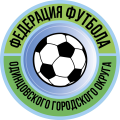 ФЕДЕРАЦИЯ ФУТБОЛА
ОДИНЦОВСКОГО ГОРОДСКОГО ОКРУГА